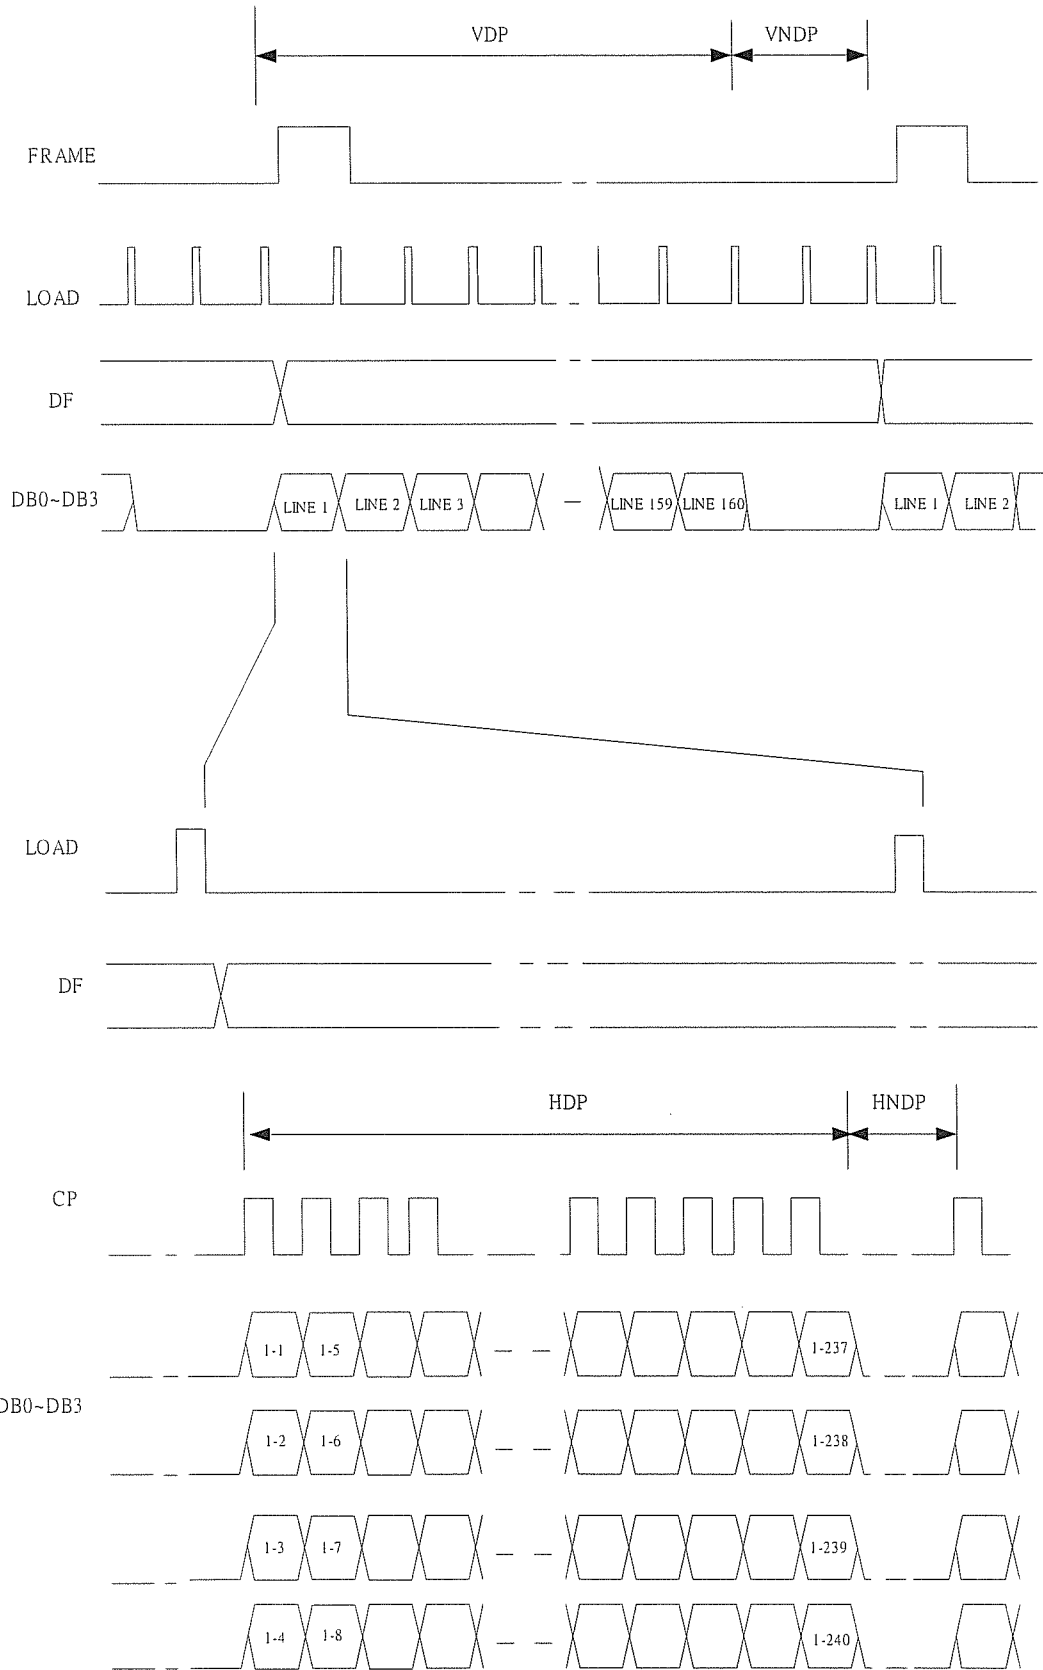 VDP VNDP
FRAME
LOAD
DF
DB0~DB3 LINE 1 LINE 2 LINE 3 LINE 159 LINE 160 LINE 1 LINE 2
LOAD
DF
HDP HNDP
CP
1-1 1-5 1-237
DB0~DB3
1-2 1-6 1-238
1-3 1-7 1-239
1-4 1-8 1-240